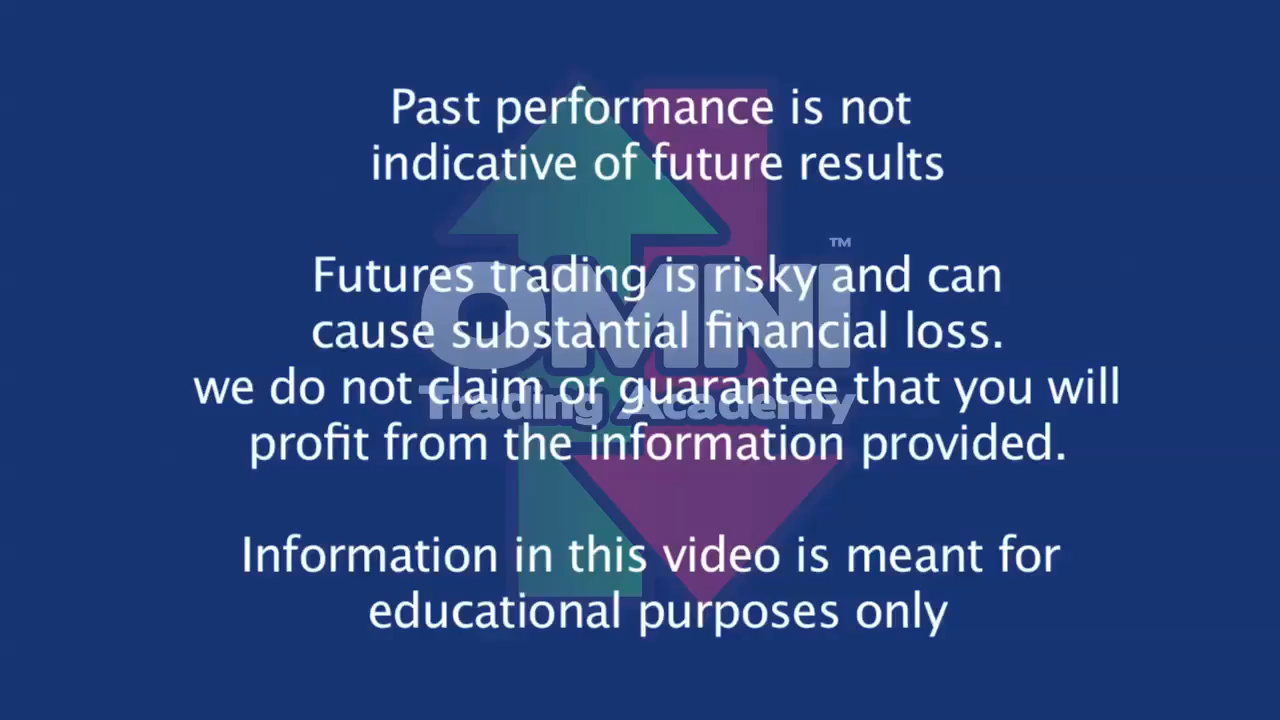 Past performance is not
indicative of future results
Futures trading is risky and can
cause substantial financial loss.
we do not claim or guarantee that you will
profit from the information provided.
Information in this video is meant for
educational purposes only
OMNI™
Trading Academy